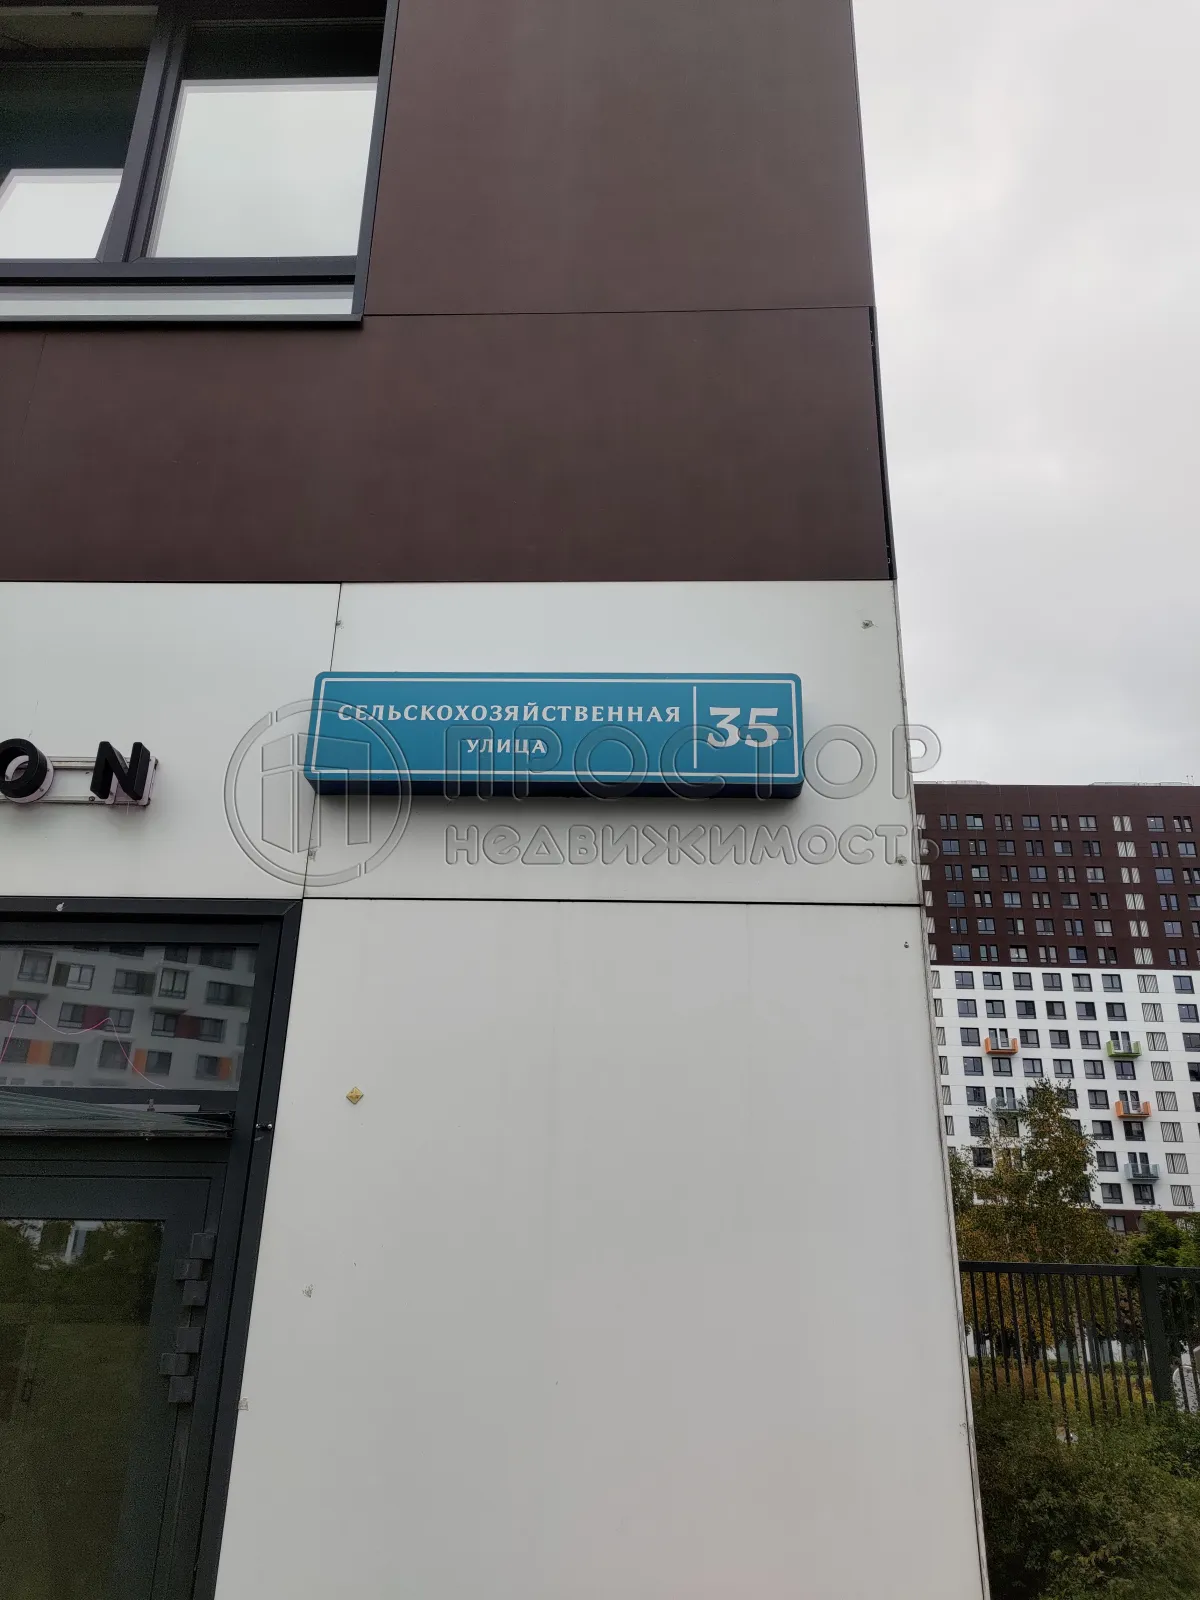 СЕЛЬСКОХОЗЯЙСТВЕННАЯ
УЛИЦА
35
ON
ПРОСТОР
НЕДВИЖИМОСТЬ